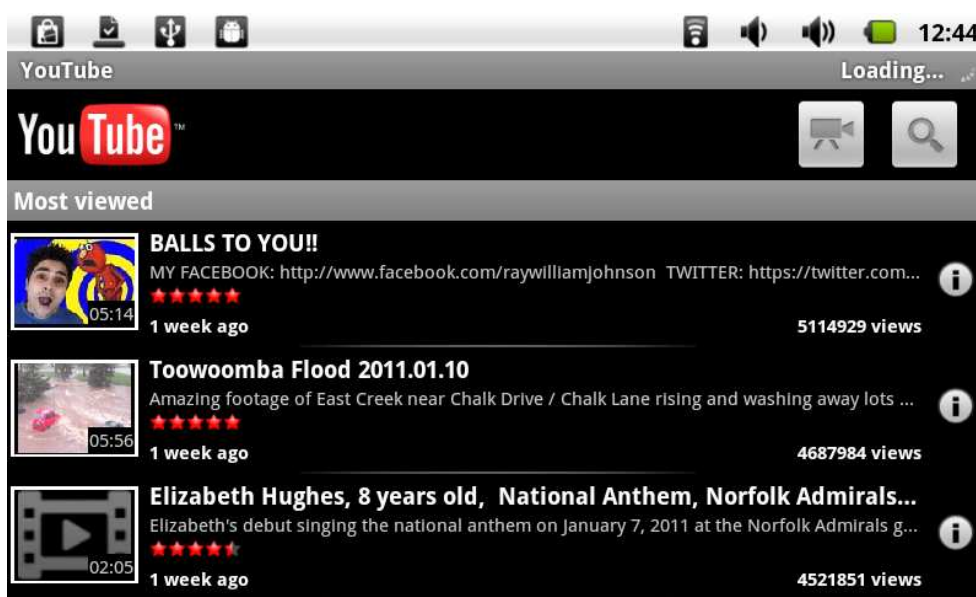 12:44
YouTube Loading...
YouTube™
Most viewed
BALLS TO YOU!!
MY FACEBOOK: http://www.facebook.com/raywilliamjohnson TWITTER: https://twitter.com...
05:14
1 week ago 5114929 views
Toowoomba Flood 2011.01.10
Amazing footage of East Creek near Chalk Drive / Chalk Lane rising and washing away lots ...
05:56
1 week ago 4687984 views
Elizabeth Hughes, 8 years old, National Anthem, Norfolk Admirals...
Elizabeth's debut singing the national anthem on January 7, 2011 at the Norfolk Admirals g...
02:05
1 week ago 4521851 views